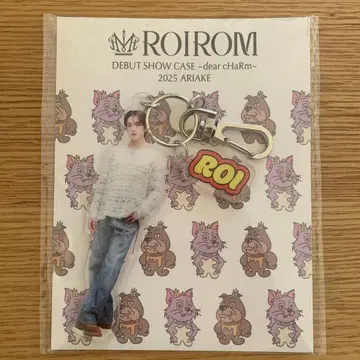 ROIROM
DEBUT SHOW CASE ~dear cHaRm~
2025 ARIAKE
ROI